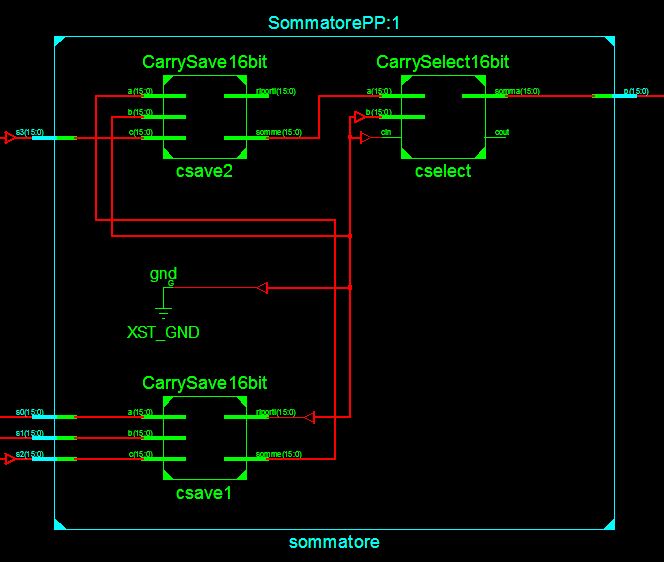 SommatorePP:1
CarrySave16bit
CarrySelect16bit
a(15:0)
riporti(15:0)
a(15:0)
somma(15:0)
p(15:0)
b(15:0)
b(15:0)
s3(15:0)
c(15:0)
somme(15:0)
cin
cout
csave2
cselect
gnd
G
XST_GND
CarrySave16bit
s0(15:0)
a(15:0)
riporti(15:0)
s1(15:0)
b(15:0)
s2(15:0)
c(15:0)
somme(15:0)
csave1
sommatore